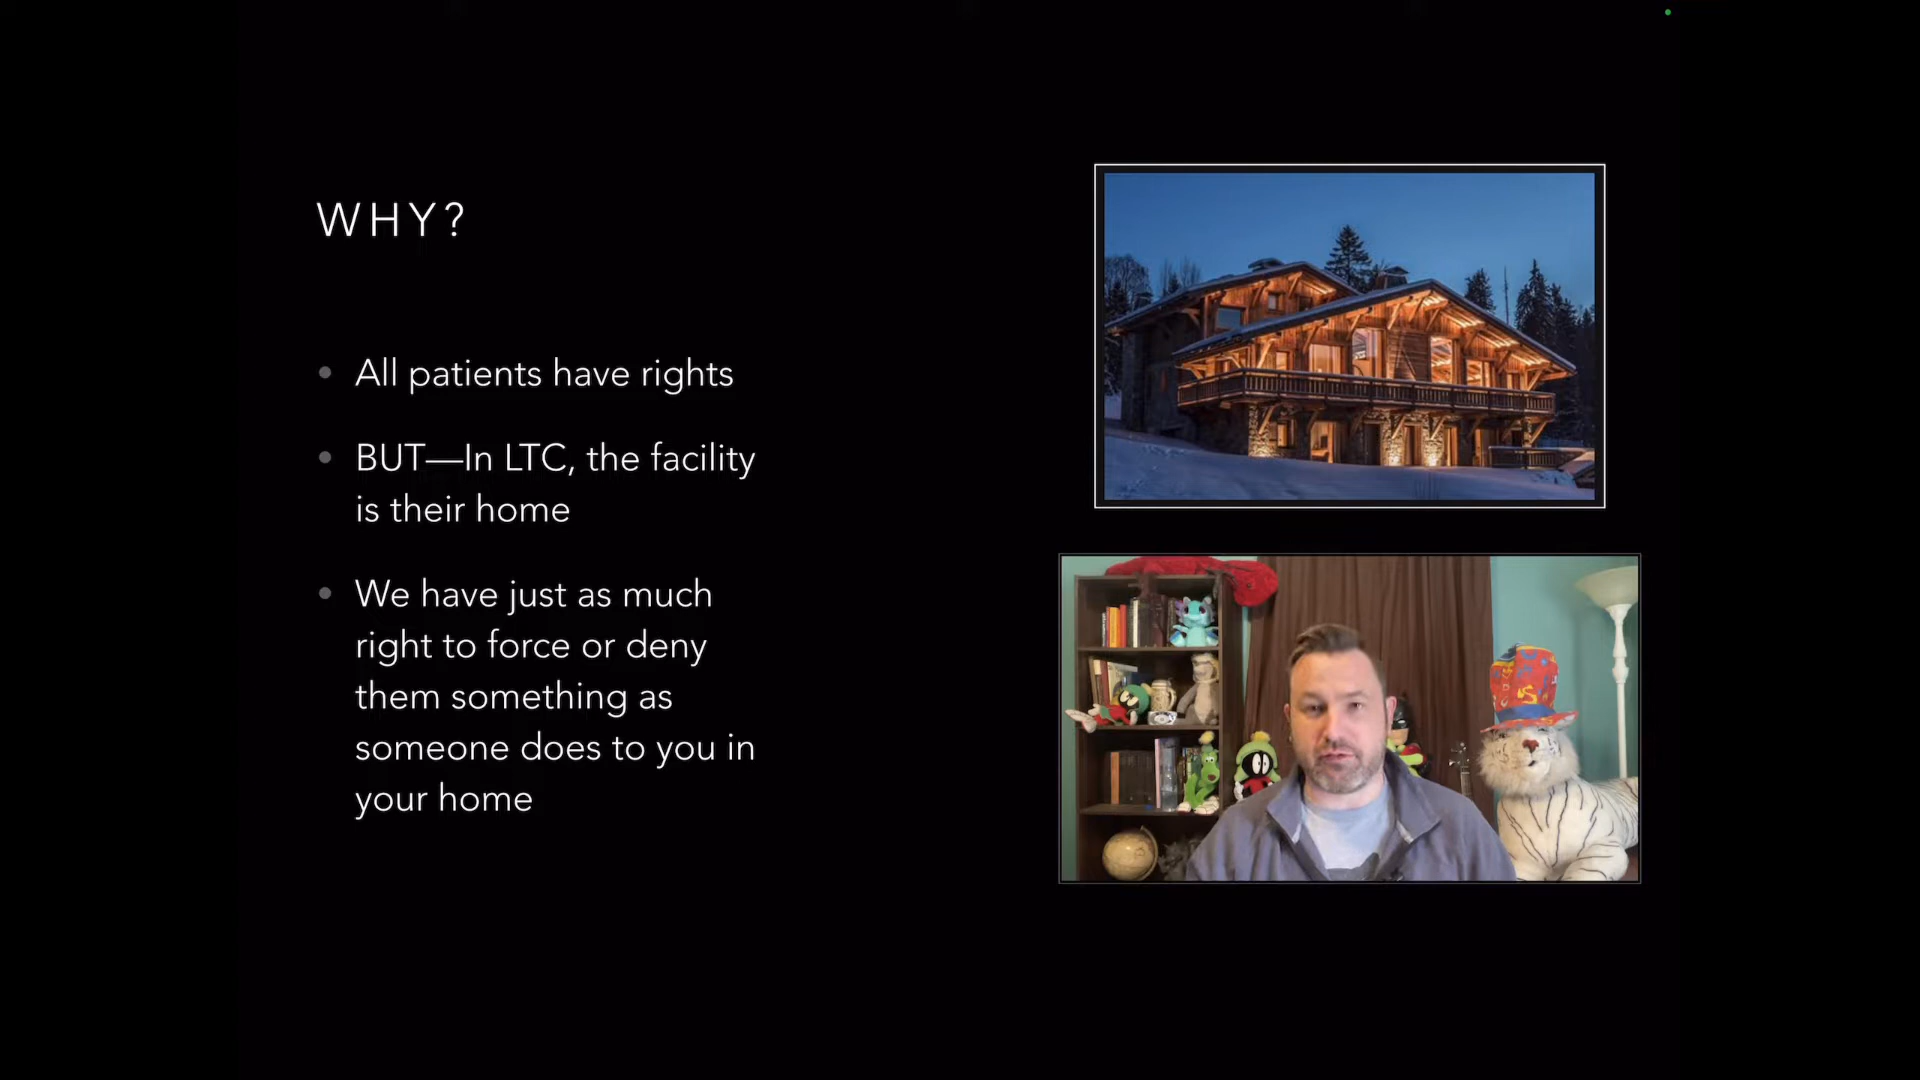 WHY?
All patients have rights
BUT—In LTC, the facility
is their home
We have just as much
right to force or deny
them something as
someone does to you in
your home